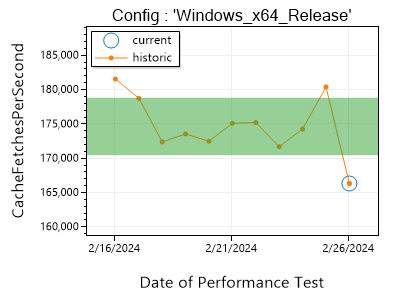 Config : 'Windows_x64_Release'
current
historic
CacheFetchesPerSecond
185,000
180,000
175,000
170,000
165,000
160,000
2/16/2024
2/21/2024
2/26/2024
Date of Performance Test